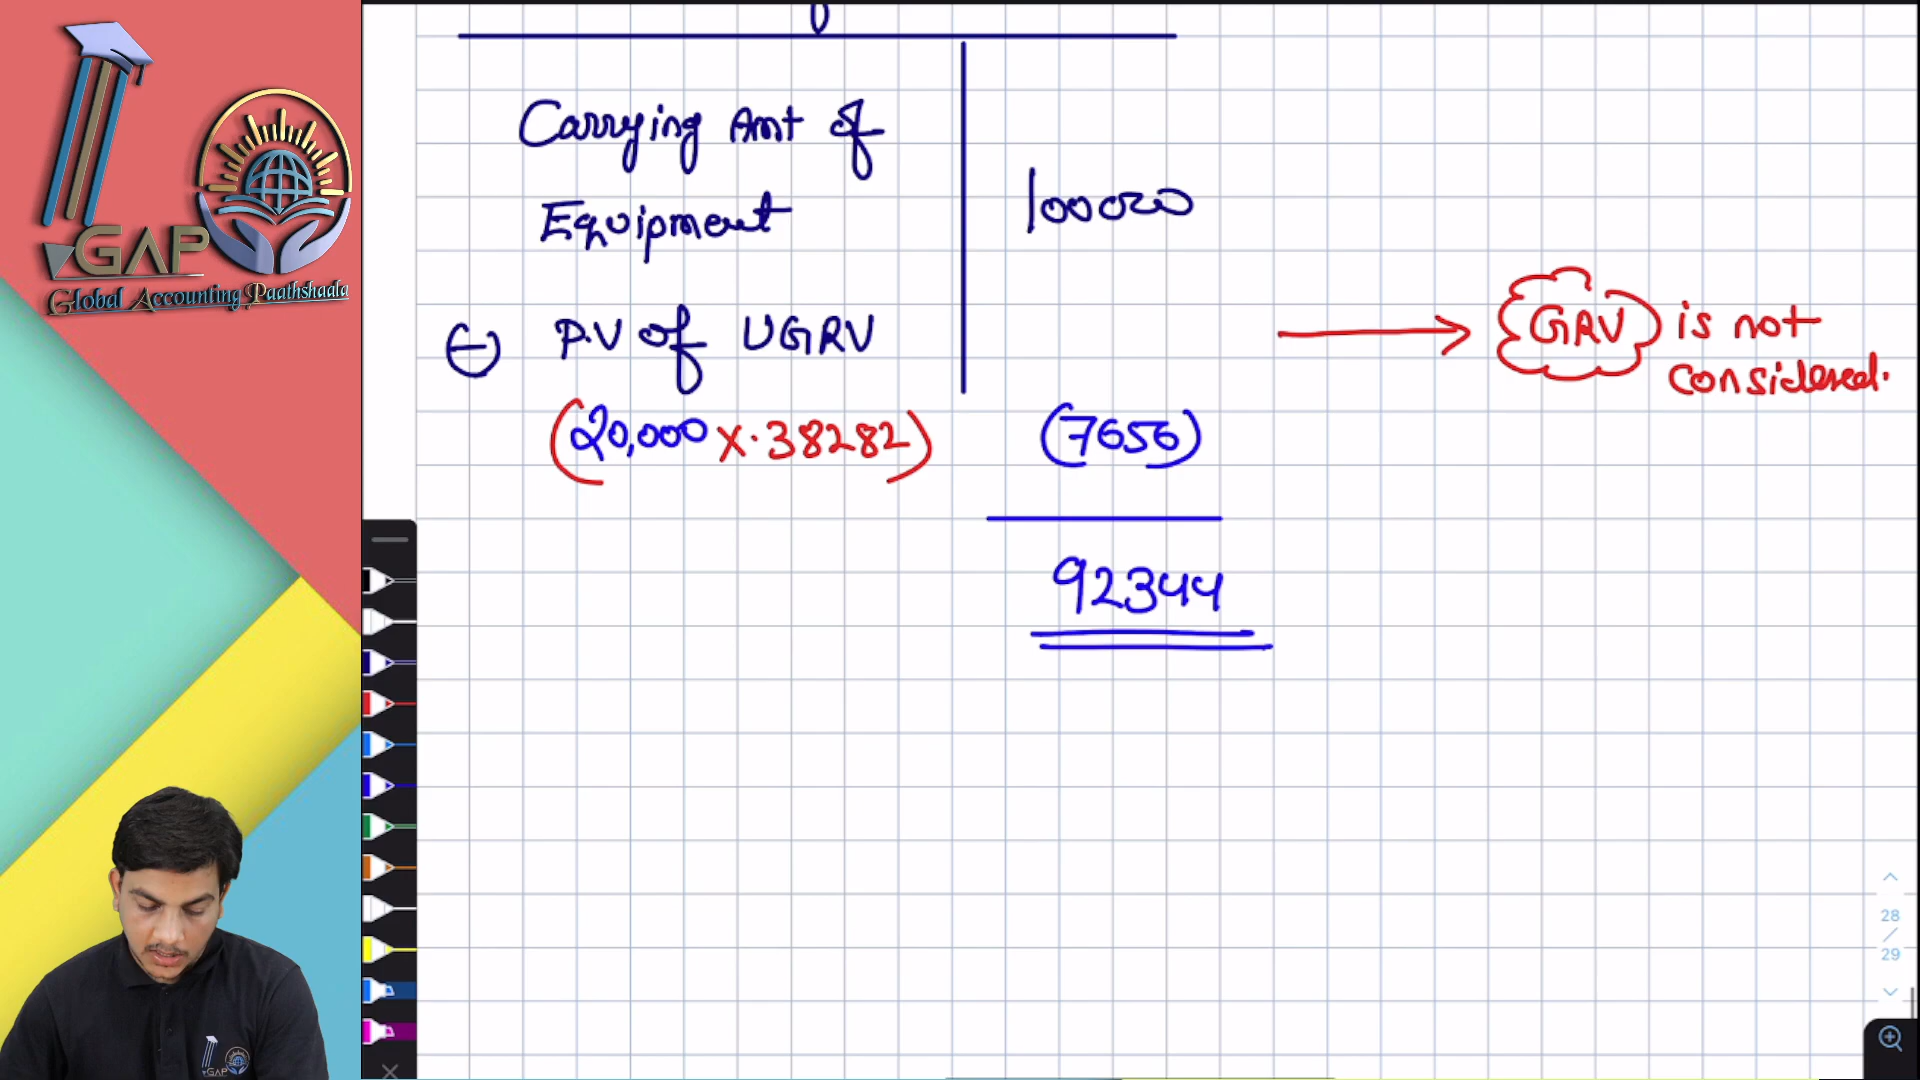 GAP
Global Accounting Paathshaala
Carrying Amt of
Equipment
100000
(-) P.V of UGRV
GRV is not
considered.
(20,000 x .38282)
(7656)
92344
28
/
29
GAP